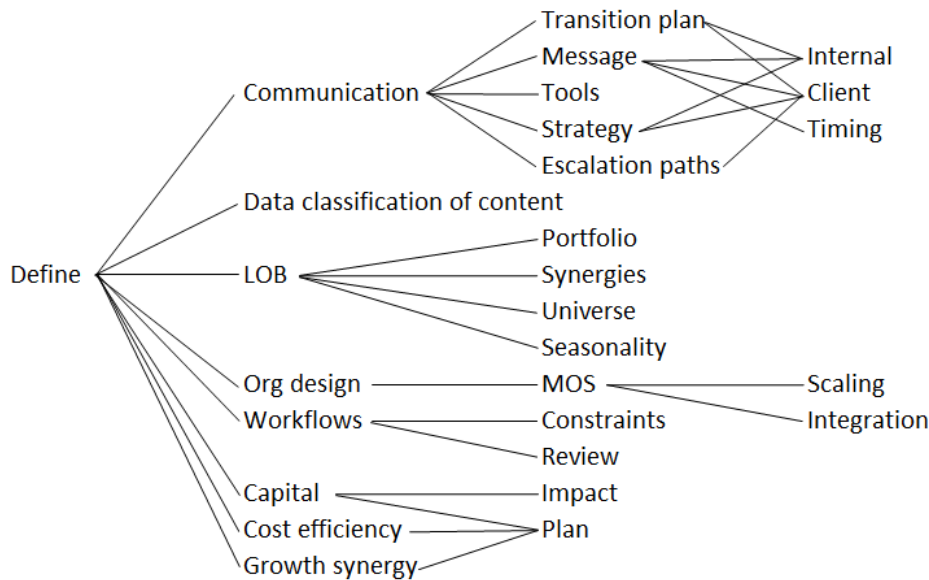 Transition plan
Message
Internal
Communication
Tools
Client
Strategy
Timing
Escalation paths
Data classification of content
Portfolio
Define
LOB
Synergies
Universe
Seasonality
Org design
MOS
Scaling
Workflows
Constraints
Integration
Review
Capital
Impact
Cost efficiency
Plan
Growth synergy